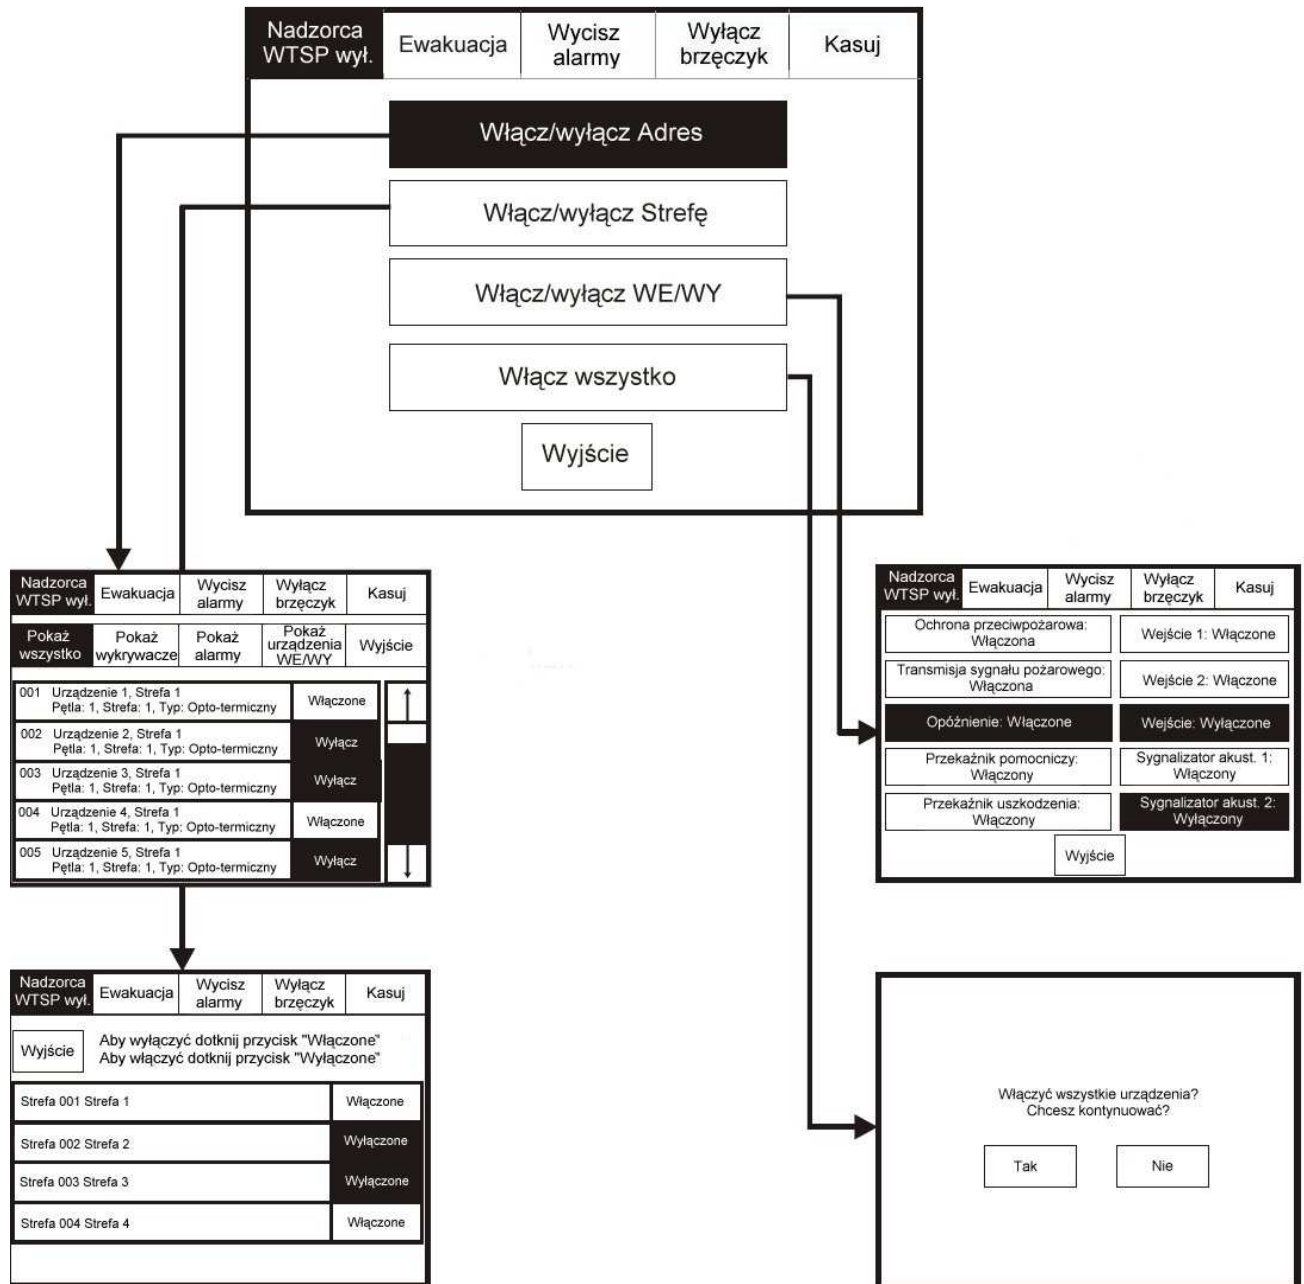 Nadzorca
WTSP wył.
Ewakuacja
Wycisz
alarmy
Wyłącz
brzęczyk
Kasuj
Włącz/wyłącz Adres
Włącz/wyłącz Strefę
Włącz/wyłącz WE/WY
Włącz wszystko
Wyjście
Nadzorca
WTSP wył.
Ewakuacja
Wycisz
alarmy
Wyłącz
brzęczyk
Kasuj
Pokaż
wszystko
Pokaż
wykrywacze
Pokaż
alarmy
Pokaż
urządzenia
WE/WY
Wyjście
001 Urządzenie 1, Strefa 1
Pętla: 1, Strefa: 1, Typ: Opto-termiczny
Włączone
002 Urządzenie 2, Strefa 1
Pętla: 1, Strefa: 1, Typ: Opto-termiczny
Wyłącz
003 Urządzenie 3, Strefa 1
Pętla: 1, Strefa: 1, Typ: Opto-termiczny
Wyłącz
004 Urządzenie 4, Strefa 1
Pętla: 1, Strefa: 1, Typ: Opto-termiczny
Włączone
005 Urządzenie 5, Strefa 1
Pętla: 1, Strefa: 1, Typ: Opto-termiczny
Wyłącz
Nadzorca
WTSP wył.
Ewakuacja
Wycisz
alarmy
Wyłącz
brzęczyk
Kasuj
Ochrona przeciwpożarowa:
Włączona
Wejście 1: Włączone
Transmisja sygnału pożarowego:
Włączona
Wejście 2: Włączone
Opóźnienie: Włączone
Wejście: Wyłączone
Przekaźnik pomocniczy:
Włączony
Sygnalizator akust. 1:
Włączony
Przekaźnik uszkodzenia:
Włączony
Sygnalizator akust. 2:
Wyłączony
Wyjście
Nadzorca
WTSP wył.
Ewakuacja
Wycisz
alarmy
Wyłącz
brzęczyk
Kasuj
Wyjście
Aby wyłączyć dotknij przycisk "Włączone"
Aby włączyć dotknij przycisk "Wyłączone"
Strefa 001 Strefa 1
Włączone
Strefa 002 Strefa 2
Wyłączone
Strefa 003 Strefa 3
Wyłączone
Strefa 004 Strefa 4
Włączone
Włączyć wszystkie urządzenia?
Chcesz kontynuować?
Tak
Nie